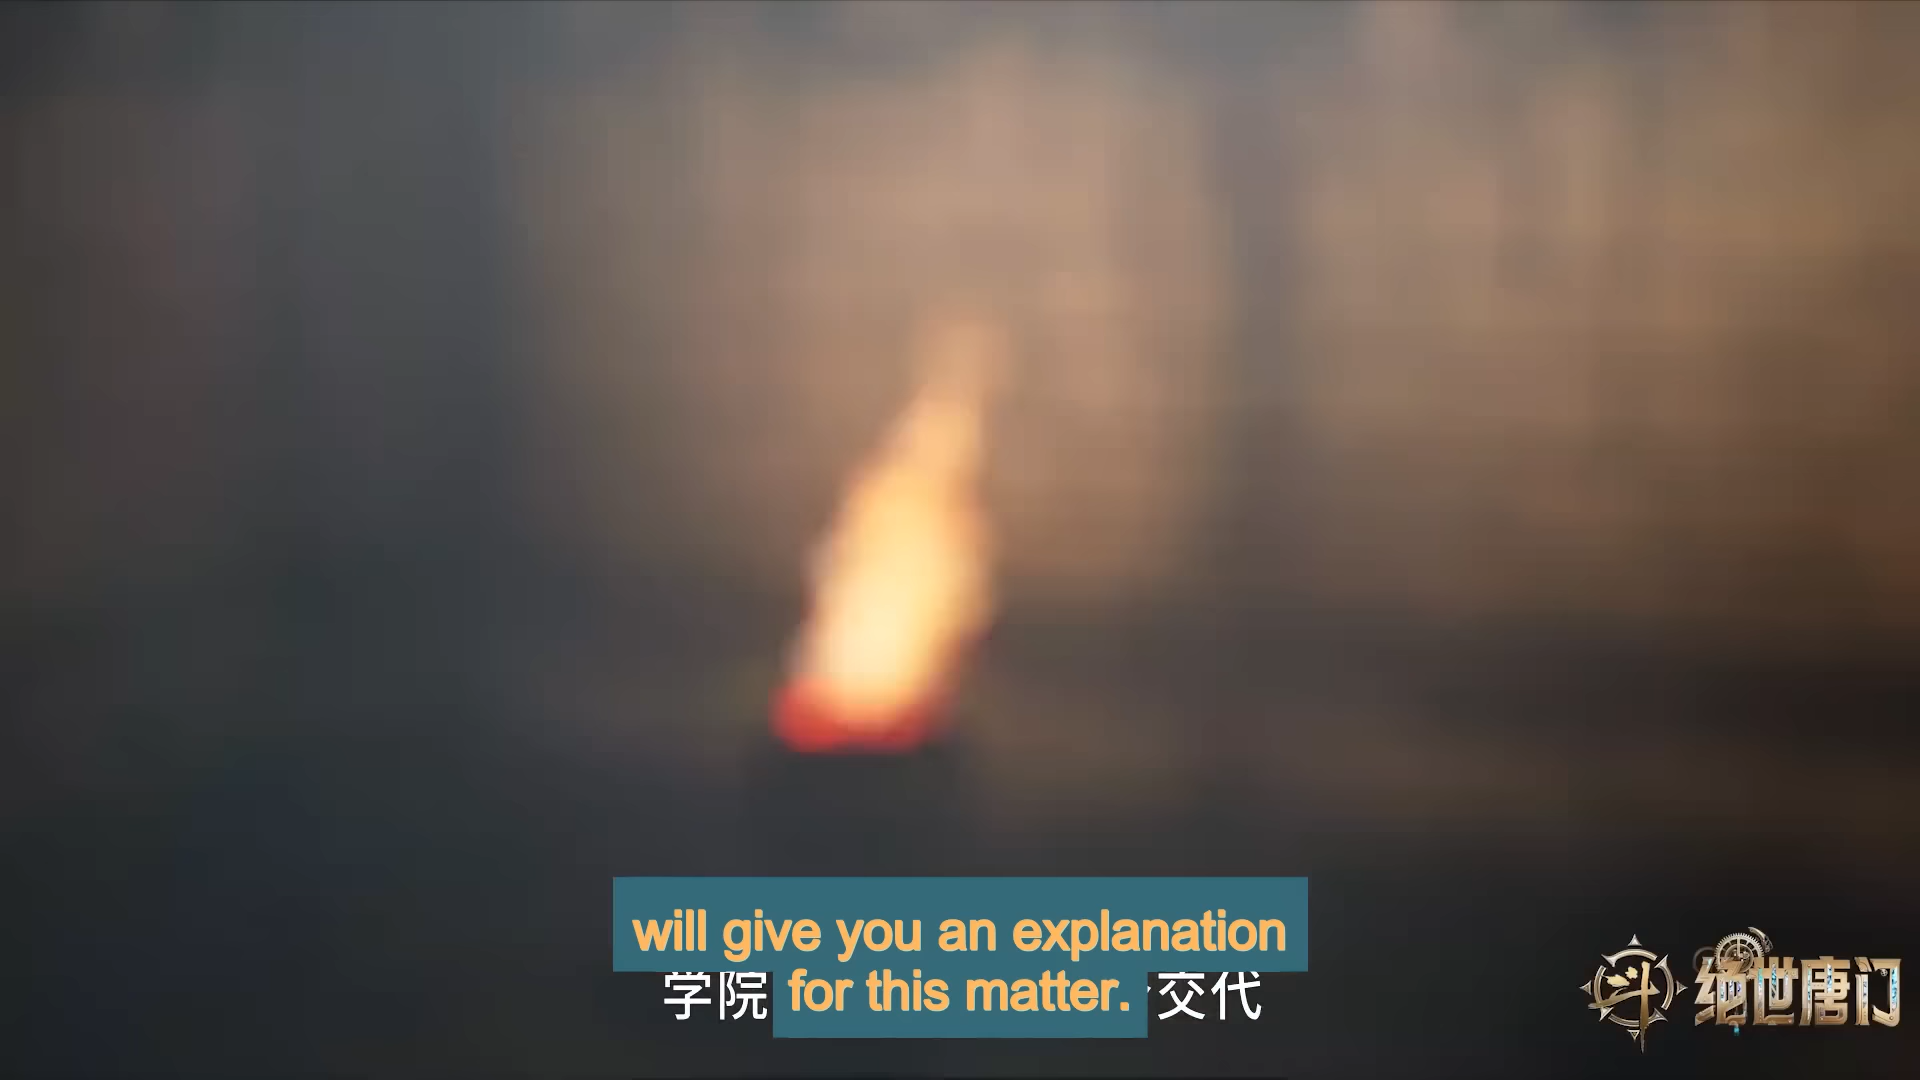 will give you an explanation
学院 for this matter. 交代
斗 绝世唐门